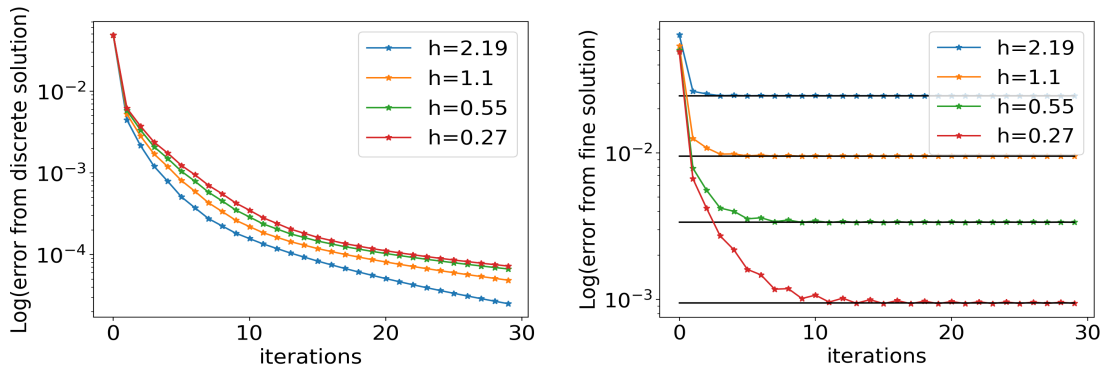 Log(error from discrete solution)
10⁻²
10⁻³
10⁻⁴
0
10
20
30
iterations
h=2.19
h=1.1
h=0.55
h=0.27
Log(error from fine solution)
10⁻²
10⁻³
0
10
20
30
iterations
h=2.19
h=1.1
h=0.55
h=0.27